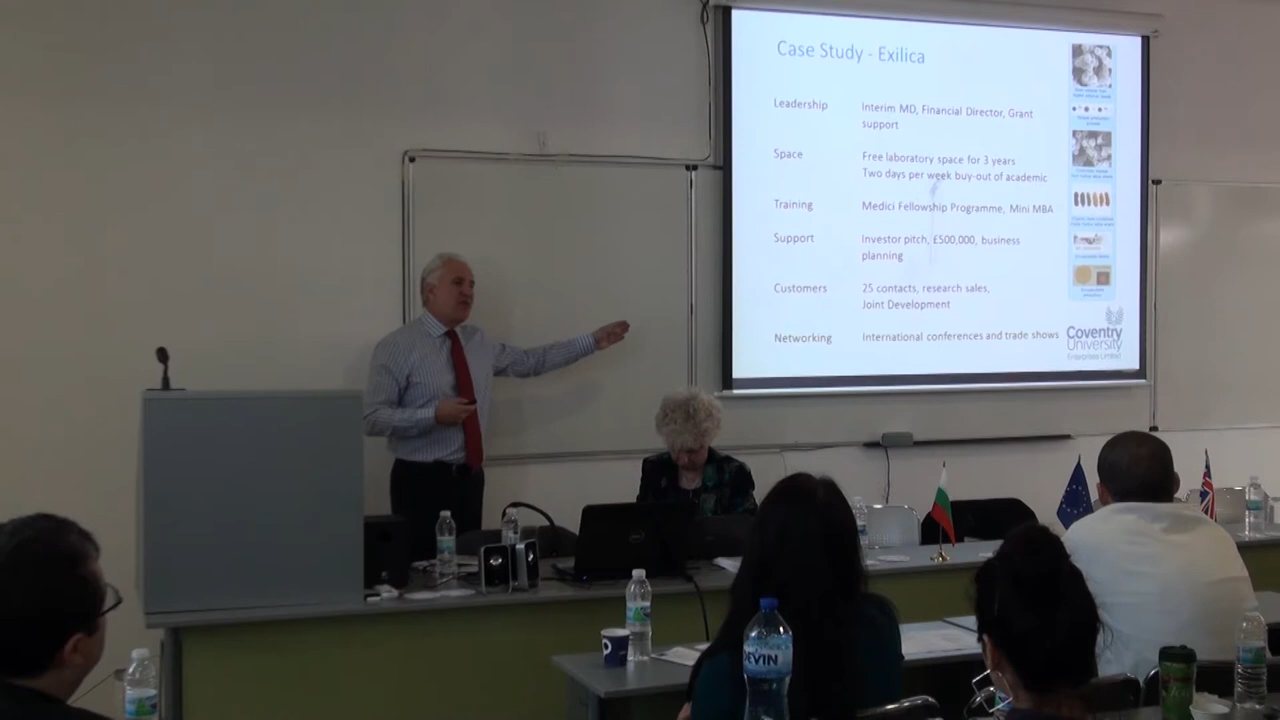 Case Study - Exilica
Leadership
Interim MD, Financial Director, Grant
support
Space
Free laboratory space for 3 years
Two days per week buy-out of academic
Training
Medici Fellowship Programme, Mini MBA
Support
Investor pitch, £500,000, business
planning
Customers
25 contacts, research sales,
Joint Development
Networking
International conferences and trade shows
Coventry
University
Enterprises Limited
DEVIN